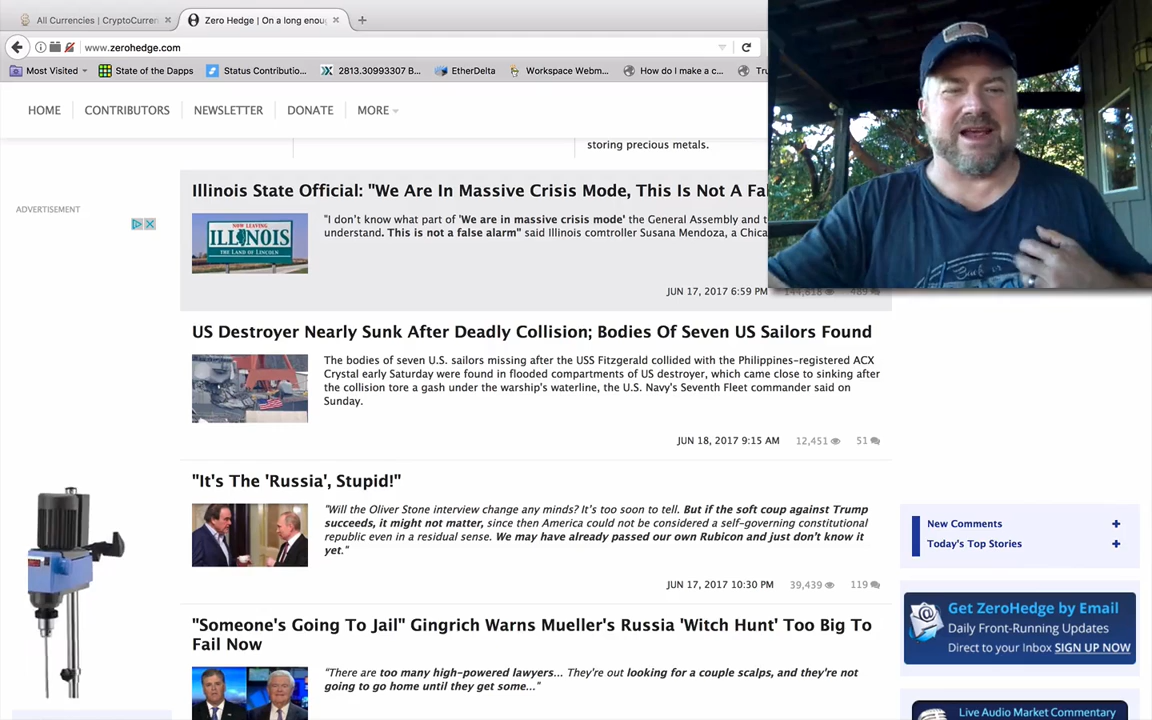 All Currencies | CryptoCurren
Zero Hedge | On a long enou
www.zerohedge.com
Most Visited
State of the Dapps
Status Contributio...
2813.30993307 B...
EtherDelta
Workspace Webm...
How do I make a c...
HOME
CONTRIBUTORS
NEWSLETTER
DONATE
MORE
storing precious metals.
ADVERTISEMENT
Illinois State Official: "We Are In Massive Crisis Mode, This Is Not A Fal
NOW LEAVING
ILLINOIS
THE LAND OF LINCOLN
"I don't know what part of 'We are in massive crisis mode' the General Assembly and t
understand. This is not a false alarm" said Illinois comtroller Susana Mendoza, a Chica
JUN 17, 2017 6:59 PM
US Destroyer Nearly Sunk After Deadly Collision; Bodies Of Seven US Sailors Found
The bodies of seven U.S. sailors missing after the USS Fitzgerald collided with the Philippines-registered ACX
Crystal early Saturday were found in flooded compartments of US destroyer, which came close to sinking after
the collision tore a gash under the warship's waterline, the U.S. Navy's Seventh Fleet commander said on
Sunday.
JUN 18, 2017 9:15 AM 12,451 51
"It's The 'Russia', Stupid!"
"Will the Oliver Stone interview change any minds? It's too soon to tell. But if the soft coup against Trump
succeeds, it might not matter, since then America could not be considered a self-governing constitutional
republic even in a residual sense. We may have already passed our own Rubicon and just don't know it
yet."
JUN 17, 2017 10:30 PM 39,439 119
New Comments
Today's Top Stories
Get ZeroHedge by Email
Daily Front-Running Updates
Direct to your Inbox SIGN UP NOW
"Someone's Going To Jail" Gingrich Warns Mueller's Russia 'Witch Hunt' Too Big To
Fail Now
"There are too many high-powered lawyers... They're out looking for a couple scalps, and they're not
going to go home until they get some..."
Live Audio Market Commentary